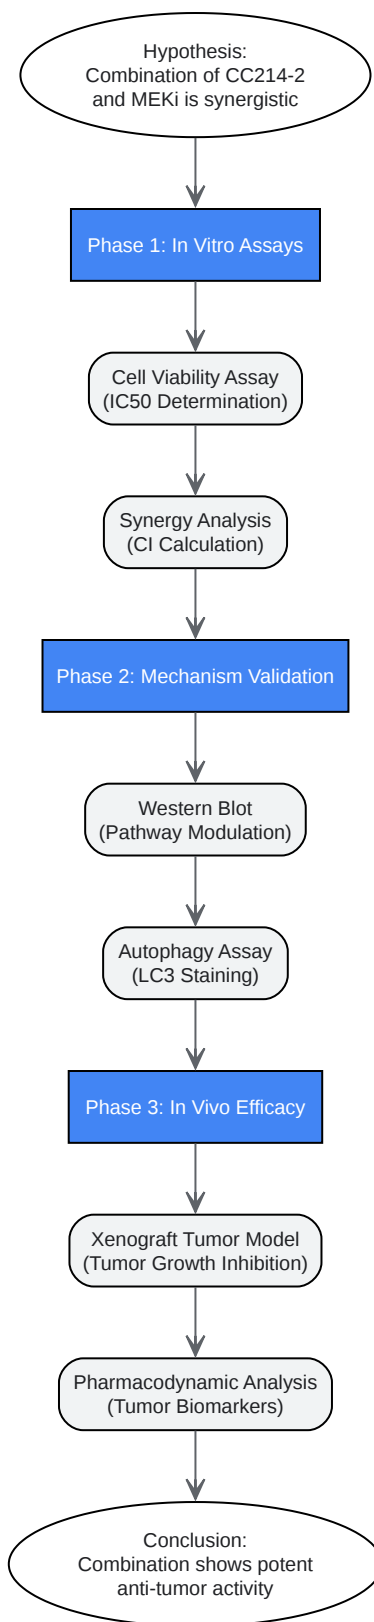 Hypothesis:
Combination of CC214-2
and MEKi is synergistic
Phase 1: In Vitro Assays
Cell Viability Assay
(IC50 Determination)
Synergy Analysis
(CI Calculation)
Phase 2: Mechanism Validation
Western Blot
(Pathway Modulation)
Autophagy Assay
(LC3 Staining)
Phase 3: In Vivo Efficacy
Xenograft Tumor Model
(Tumor Growth Inhibition)
Pharmacodynamic Analysis
(Tumor Biomarkers)
Conclusion:
Combination shows potent
anti-tumor activity